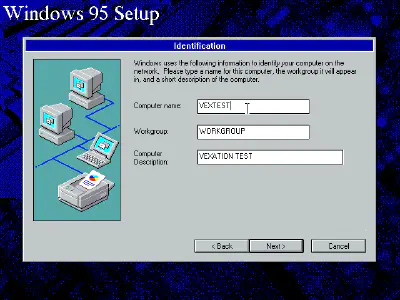 Windows 95 Setup
Identification
Windows uses the following information to identify your computer on the
network. Please type a name for this computer, the workgroup it will appear
in, and a short description of the computer.
Computer name: VEXTEST
Workgroup: WORKGROUP
Computer
Description: VEXATION TEST
< Back Next > Cancel